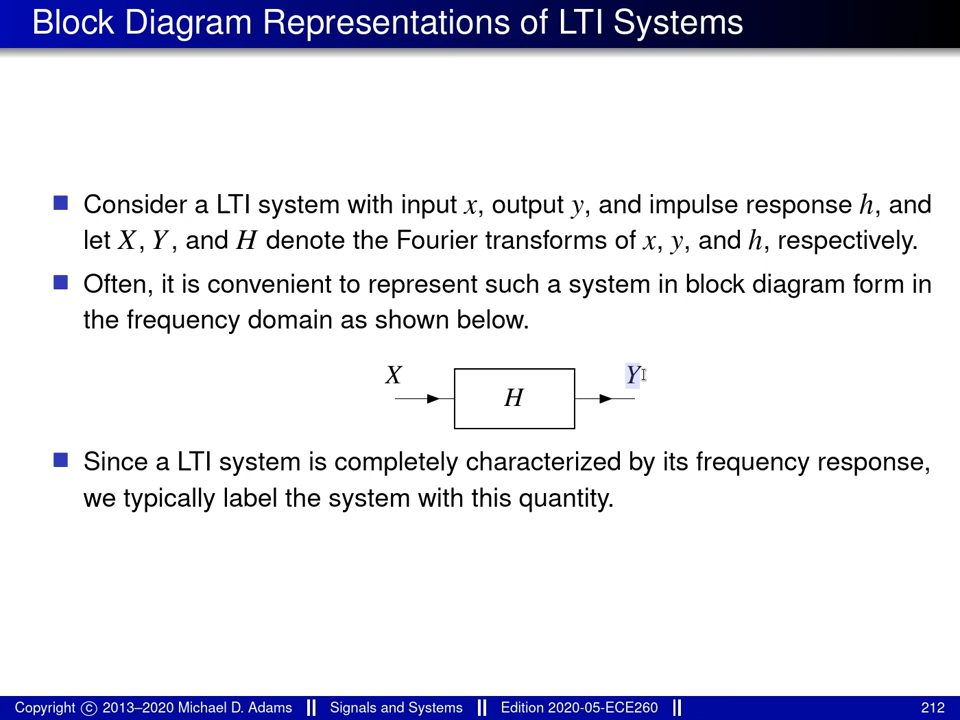 Block Diagram Representations of LTI Systems
Consider a LTI system with input x, output y, and impulse response h, and
let X, Y, and H denote the Fourier transforms of x, y, and h, respectively.
Often, it is convenient to represent such a system in block diagram form in
the frequency domain as shown below.
X
Y
H
Since a LTI system is completely characterized by its frequency response,
we typically label the system with this quantity.
Copyright © 2013–2020 Michael D. Adams
Signals and Systems
Edition 2020-05-ECE260
212